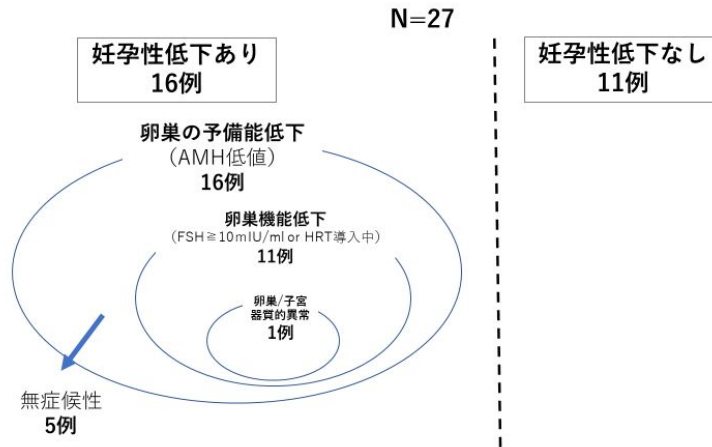 N=27
妊孕性低下あり
16例
妊孕性低下なし
11例
卵巣の予備能低下
（AMH低値）
16例
卵巣機能低下
（FSH≧10mIU/ml or HRT導入中）
11例
卵巣/子宮
器質的異常
1例
無症候性
5例